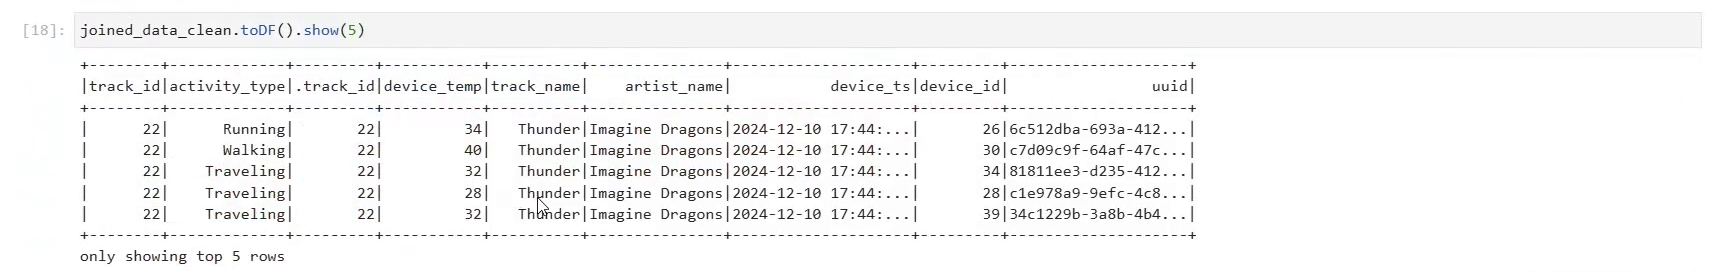 [18]: joined_data_clean.toDF().show(5)
+--------+-------------+---------+-----------+----------+---------------+--------------------+---------+--------------------+
|track_id|activity_type|.track_id|device_temp|track_name|    artist_name|           device_ts|device_id|                uuid|
+--------+-------------+---------+-----------+----------+---------------+--------------------+---------+--------------------+
|      22|      Running|       22|         34|   Thunder|Imagine Dragons|2024-12-10 17:44:...|       26|6c512dba-693a-412...|
|      22|      Walking|       22|         40|   Thunder|Imagine Dragons|2024-12-10 17:44:...|       30|c7d09c9f-64af-47c...|
|      22|    Traveling|       22|         32|   Thunder|Imagine Dragons|2024-12-10 17:44:...|       34|81811ee3-d235-412...|
|      22|    Traveling|       22|         28|   Thunder|Imagine Dragons|2024-12-10 17:44:...|       28|c1e978a9-9efc-4c8...|
|      22|    Traveling|       22|         32|   Thunder|Imagine Dragons|2024-12-10 17:44:...|       39|34c1229b-3a8b-4b4...|
+--------+-------------+---------+-----------+----------+---------------+--------------------+---------+--------------------+
only showing top 5 rows